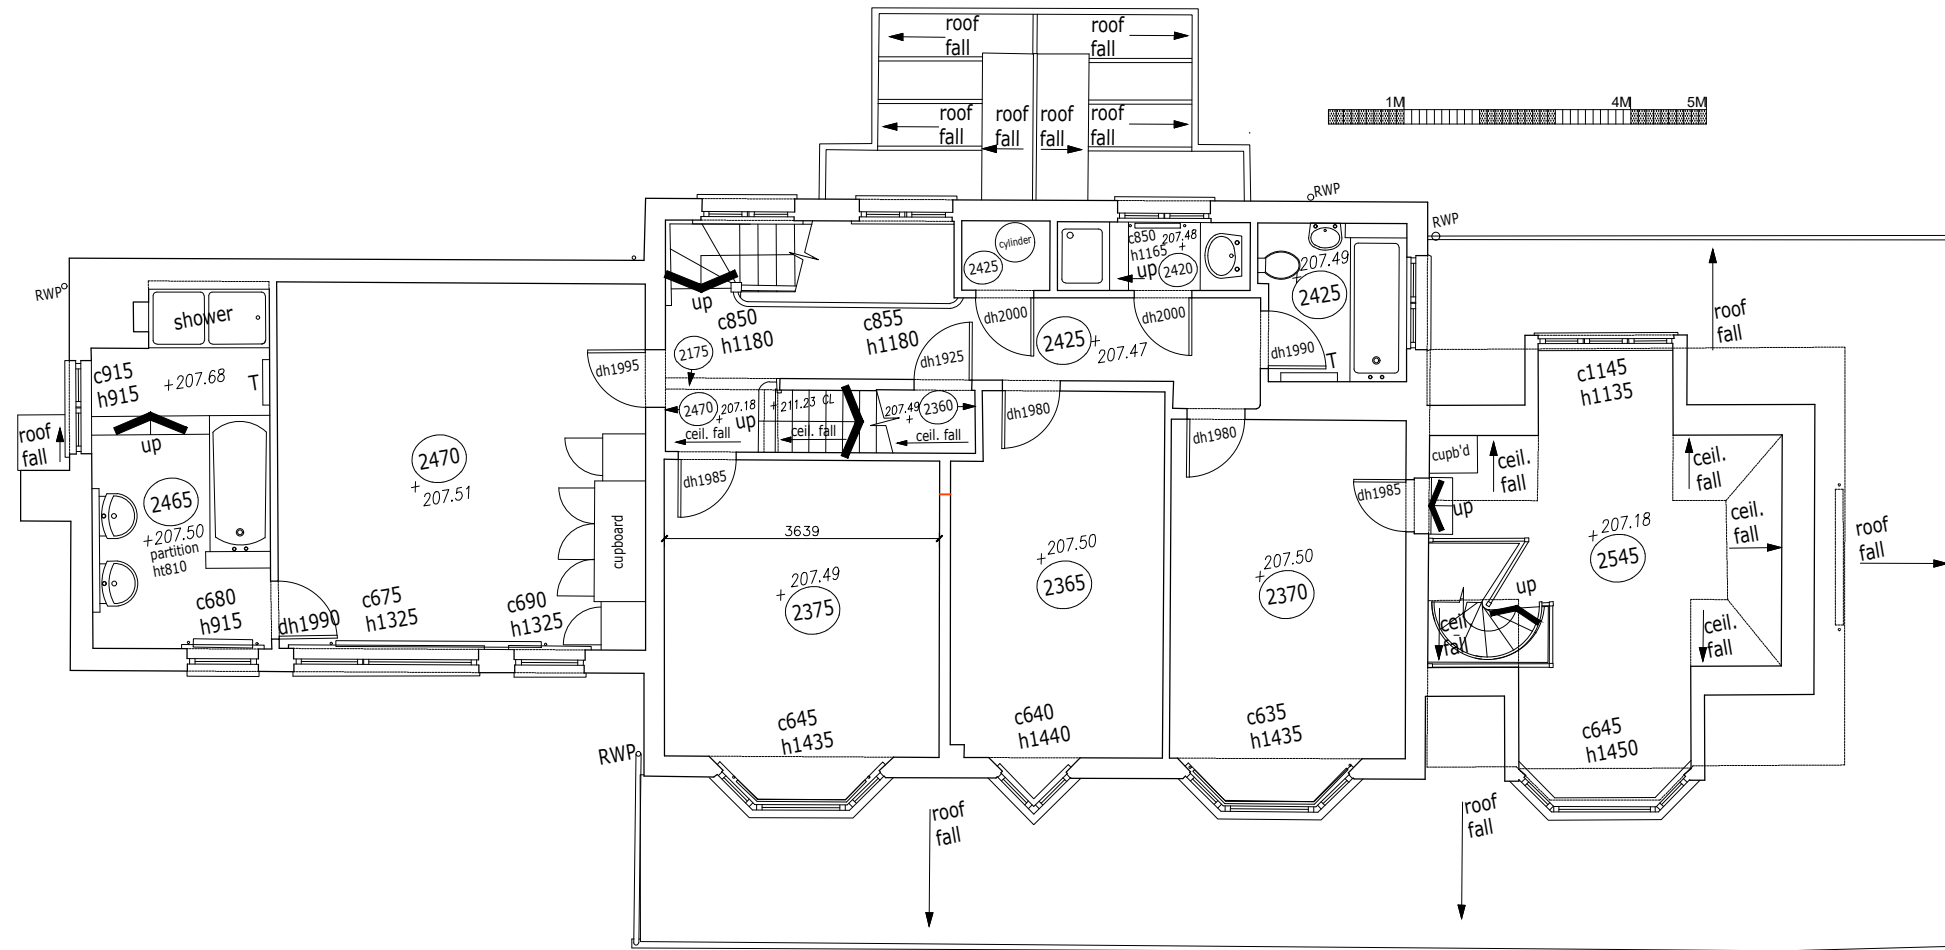 roof
fall
roof
fall
roof
fall
roof
fall
roof
fall
roof
fall
1M
4M
5M
RWP
RWP
RWP
shower
c915
h915
+207.68
T
up
roof
fall
2465
+207.50
partition
ht810
c680
h915
dh1990
2470
+207.51
c675
h1325
c690
h1325
cupboard
dh1995
up
c850
h1180
c855
h1180
2175
2470
+207.18
up
ceil. fall
+211.23 CL
ceil. fall
207.49
+
2360
ceil. fall
dh1925
cylinder
2425
dh2000
c850
h1165
207.48
+
up
2420
dh2000
2425
+207.47
+207.49
2425
dh1990
T
dh1985
3639
+207.49
2375
c645
h1435
dh1980
+207.50
2365
c640
h1440
dh1980
+207.50
2370
c635
h1435
dh1985
cupb'd
up
ceil.
fall
c1145
h1135
ceil.
fall
ceil.
fall
+207.18
2545
up
ceil
fall
ceil.
fall
c645
h1450
roof
fall
roof
fall
RWP
roof
fall
roof
fall